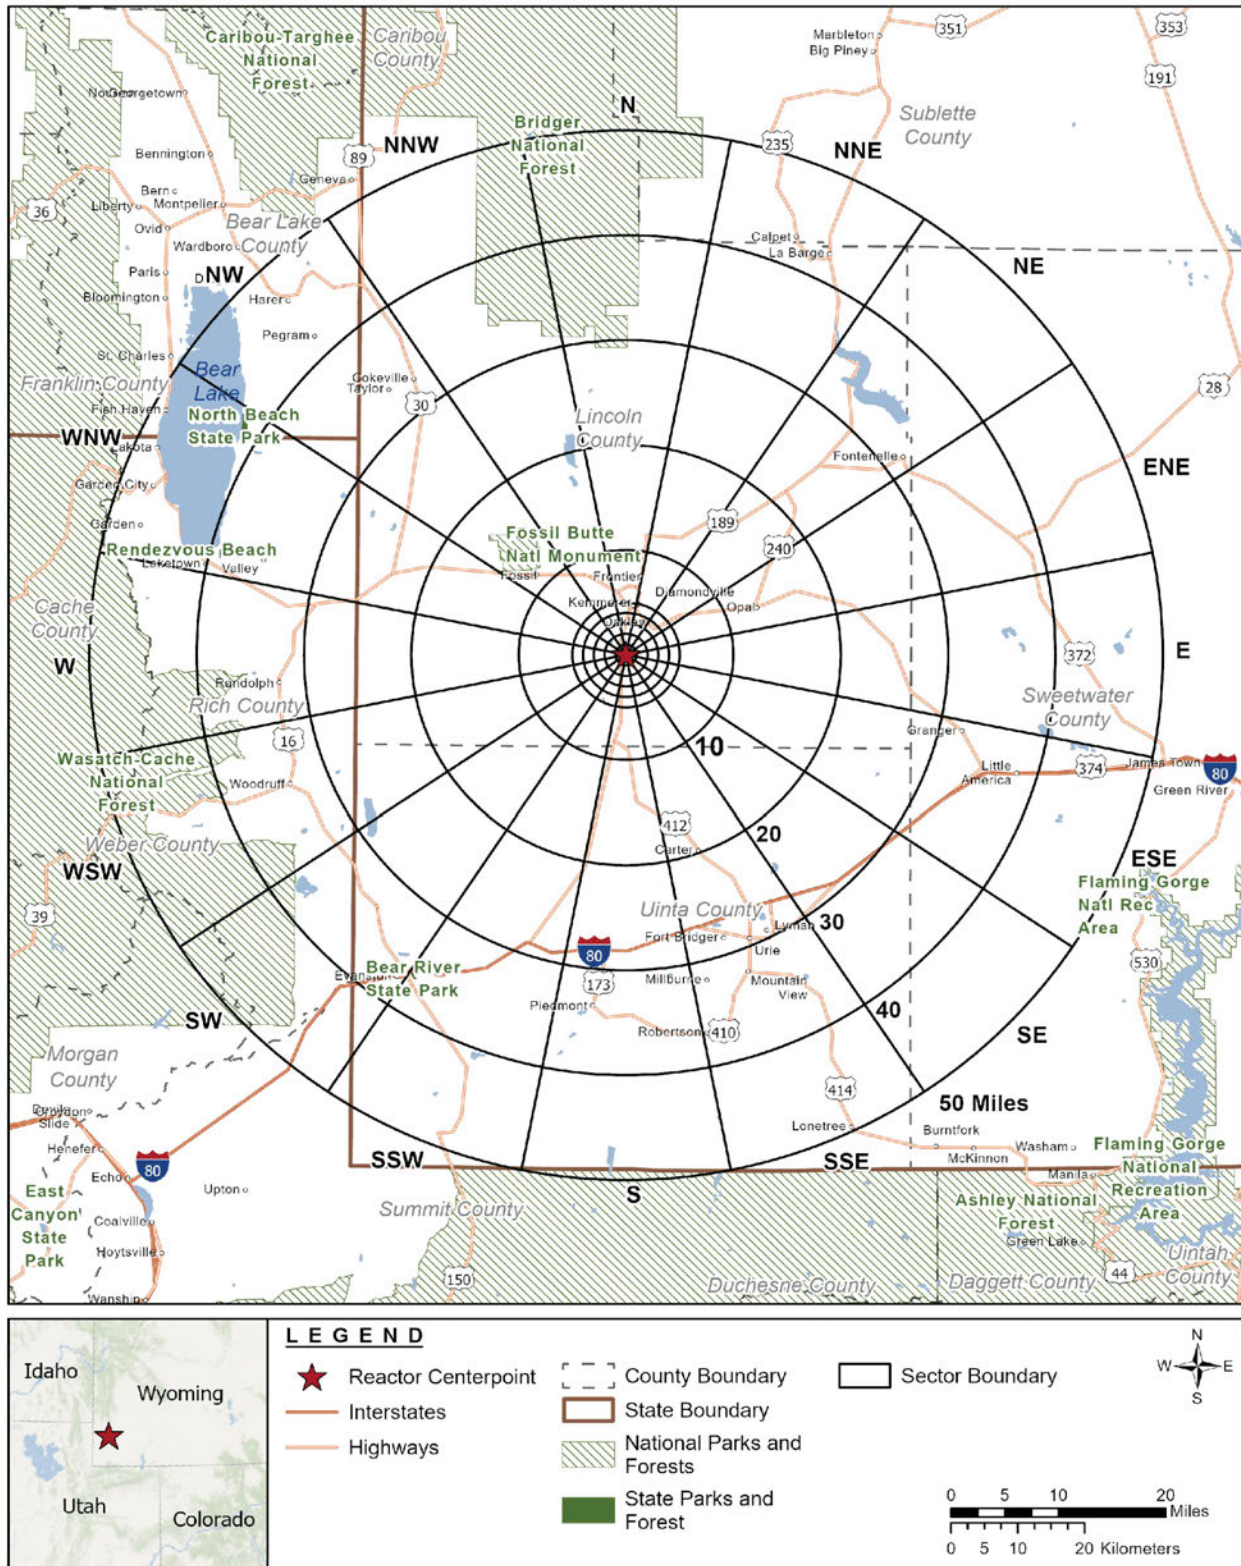 Caribou-Targhee
National
Forest
Caribou
County
Marbleton
Big Piney
351
353
191
Georgetown
N
Sublette
County
Bridger
National
Forest
NNW
235
NNE
Bennington
89
Geneva
Bern
36
Liberty
Montpelier
Bear Lake
County
Ovid
Wardboro
Calpet
La Barge
Paris
NW
NE
Bloomington
Harer
Pegram
St. Charles
Bear
Lake
Franklin County
Cokeville
Taylor
28
30
Fish Haven
North Beach
State Park
Lincoln
County
WNW
Lakota
Fontenelle
ENE
Garden City
Garden
189
Fossil Butte
Natl Monument
240
Rendezvous Beach
Laketown
Valley
Fossil
Frontier
Diamondville
Kemmerer
Opal
Oakley
Cache
County
W
E
372
Randolph
Rich County
Sweetwater
County
16
Granger
10
Wasatch-Cache
National
Forest
Woodruff
Little
America
374
James Town
80
Green River
412
20
Weber County
Carter
WSW
ESE
Flaming Gorge
Natl Rec
Area
39
Uinta County
30
Lyman
Fort Bridger
Urie
80
530
Evanston
Bear River
State Park
173
Millburne
Mountain
View
Piedmont
40
SW
Robertson
410
SE
Morgan
County
414
50 Miles
Croydon
Slide
Lonetree
Burntfork
Henefer
McKinnon
Washam
Flaming Gorge
National
Recreation
Area
80
SSW
SSE
Echo
Manila
Upton
S
East
Canyon
State
Park
Ashley National
Forest
Coalville
Summit County
Hoytsville
Green Lake
Uintah
County
150
Duchesne County
Daggett County
44
Wanship
Idaho
Wyoming
Utah
Colorado
LEGEND
Reactor Centerpoint
Interstates
Highways
County Boundary
State Boundary
National Parks and
Forests
State Parks and
Forest
Sector Boundary
N
W E
S
0 5 10 20
Miles
0 5 10 20 Kilometers